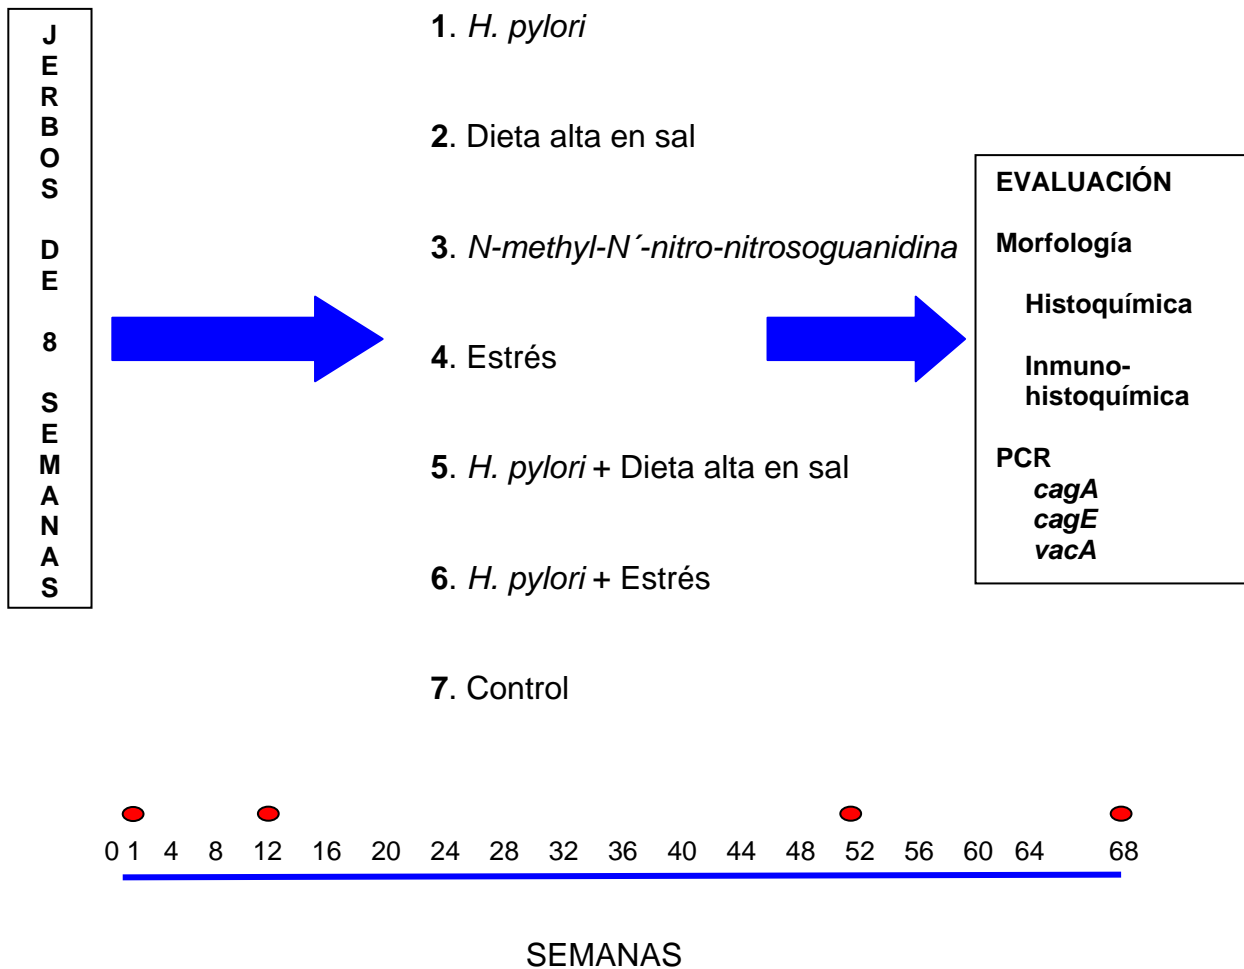 JERBOS DE 8 SEMANAS
1. H. pylori
2. Dieta alta en sal
3. N-methyl-N´-nitro-nitrosoguanidina
4. Estrés
5. H. pylori + Dieta alta en sal
6. H. pylori + Estrés
7. Control
EVALUACIÓN
Morfología
Histoquímica
Inmuno-
histoquímica
PCR
cagA
cagE
vacA
0 1 4 8 12 16 20 24 28 32 36 40 44 48 52 56 60 64 68
SEMANAS